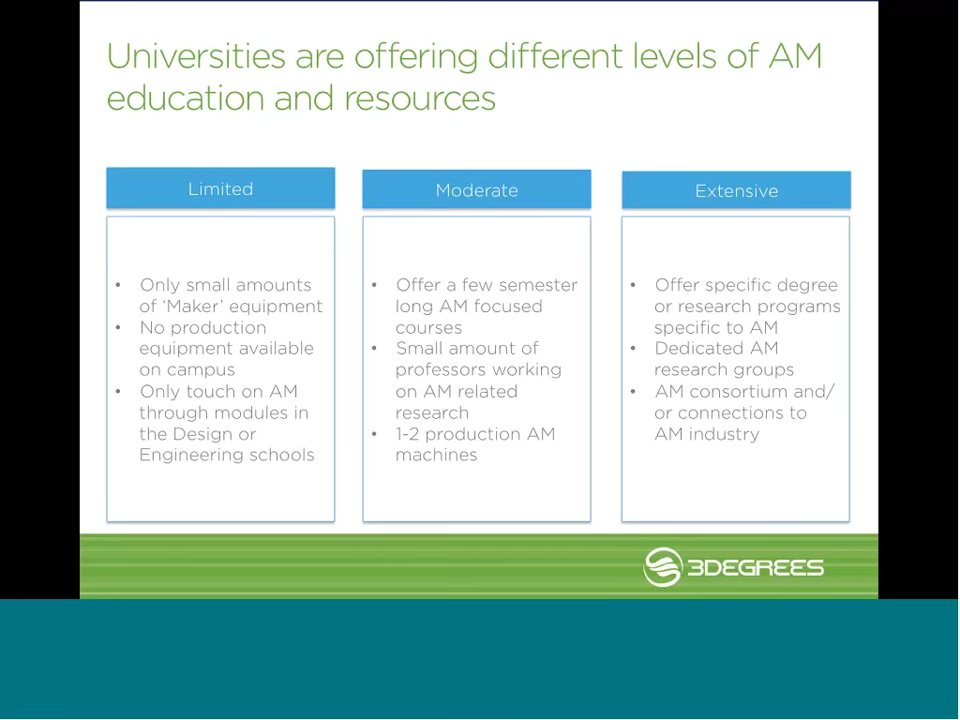 Universities are offering different levels of AM
education and resources
Limited
• Only small amounts
of ‘Maker’ equipment
• No production
equipment available
on campus
• Only touch on AM
through modules in
the Design or
Engineering schools
Moderate
• Offer a few semester
long AM focused
courses
• Small amount of
professors working
on AM related
research
• 1-2 production AM
machines
Extensive
• Offer specific degree
or research programs
specific to AM
• Dedicated AM
research groups
• AM consortium and/
or connections to
AM industry
3DEGREES